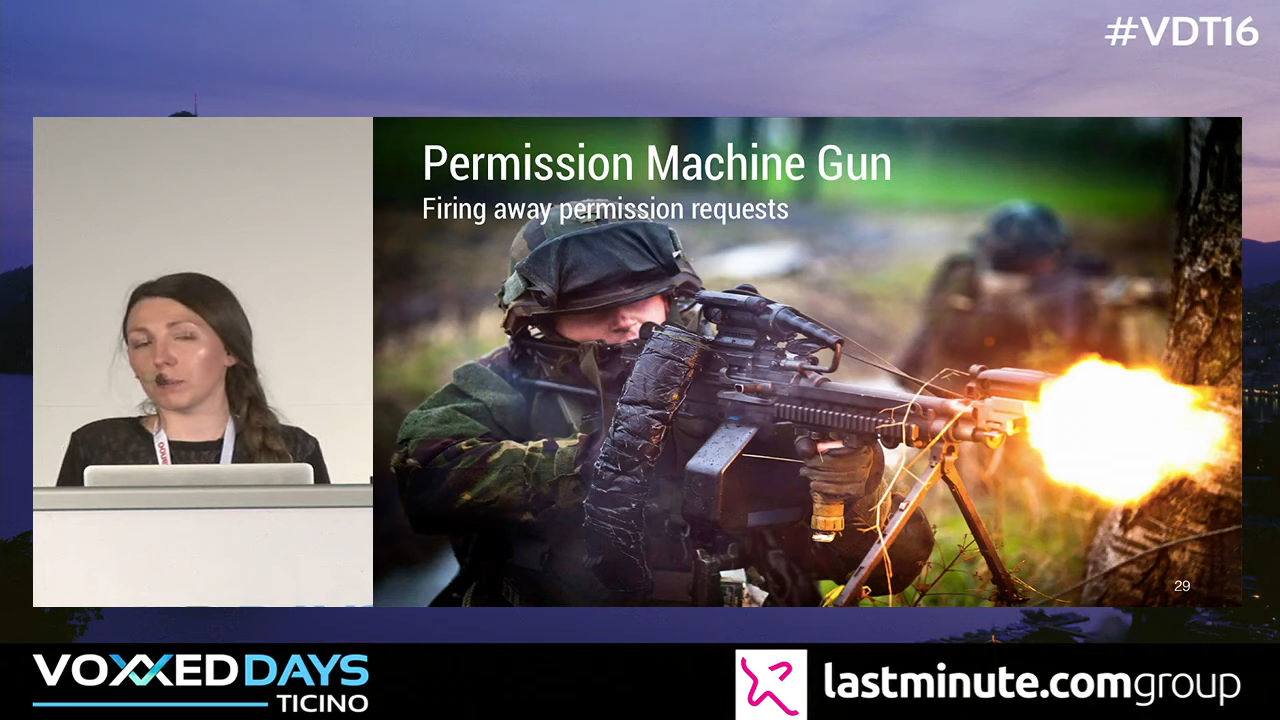 #VDT16
Permission Machine Gun
Firing away permission requests
29
VOXXEDDAYS
TICINO
lastminute.comgroup